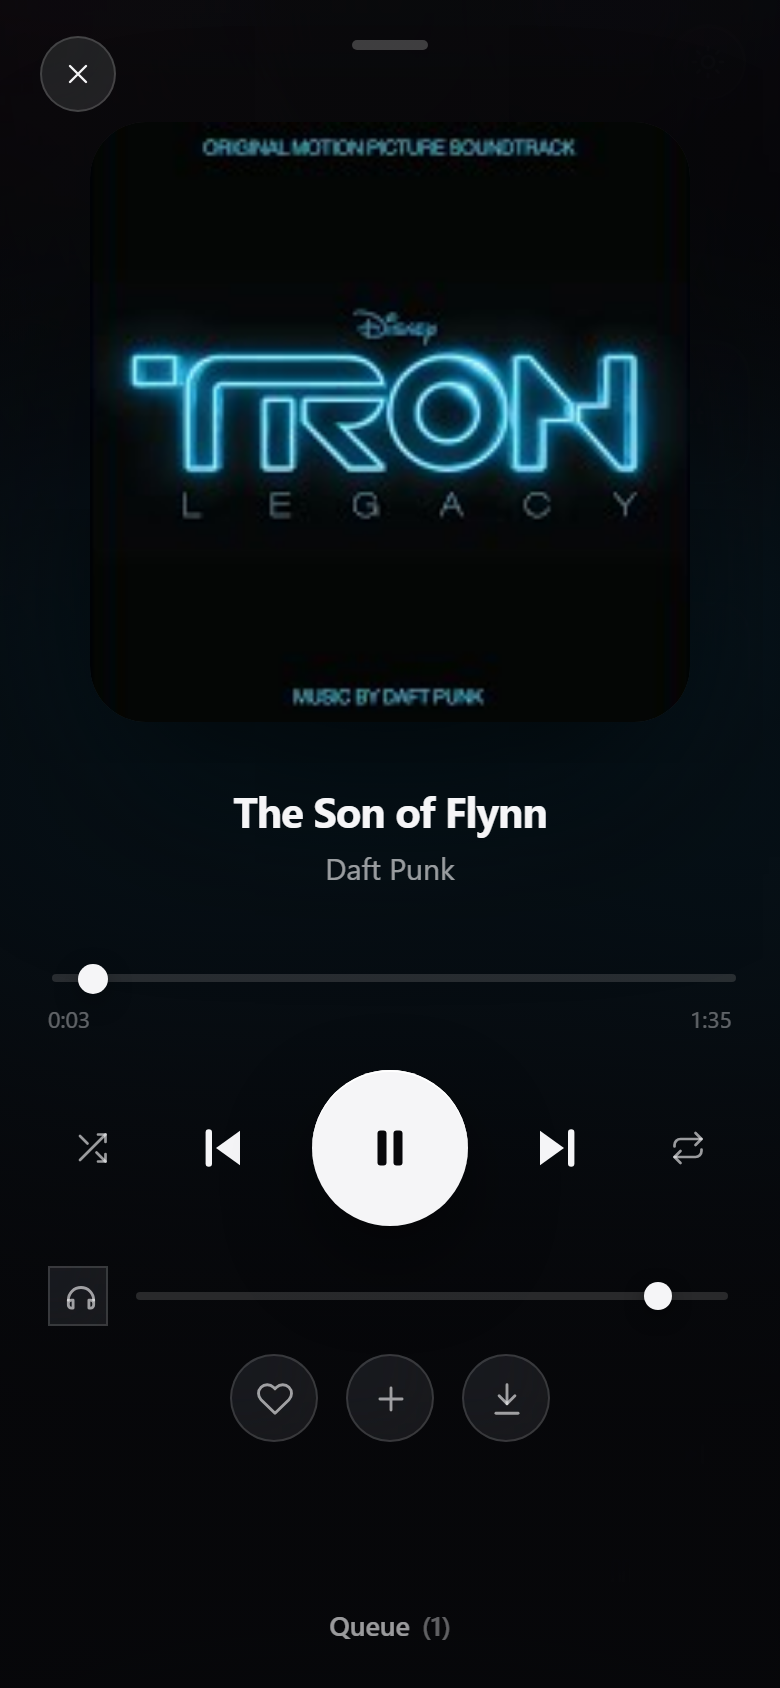 ORIGINAL MOTION PICTURE SOUNDTRACK
Disney
TRON
LEGACY
MUSIC BY DAFT PUNK
The Son of Flynn
Daft Punk
0:03
1:35
Queue (1)